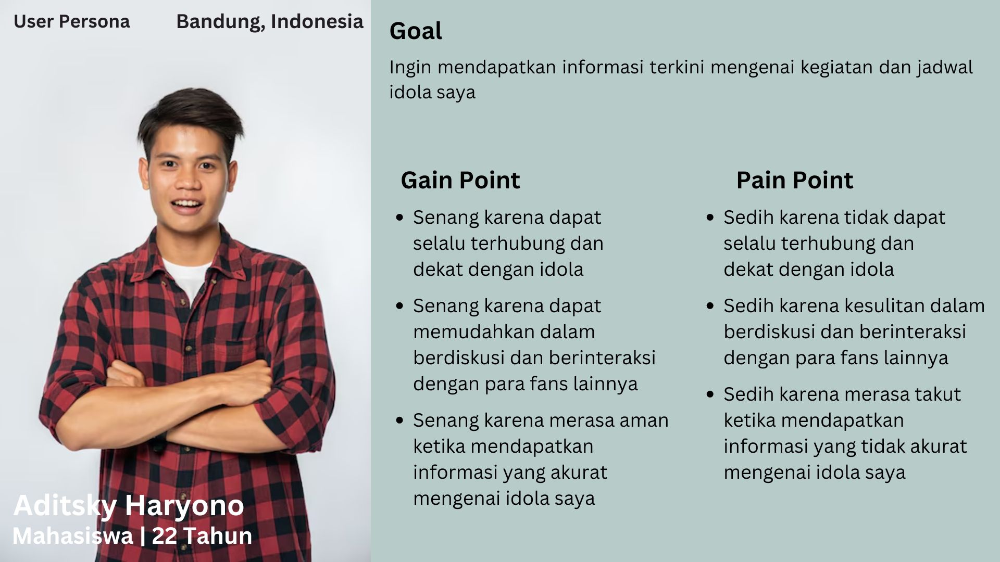 User Persona
Bandung, Indonesia
Aditsky Haryono
Mahasiswa | 22 Tahun
Goal
Ingin mendapatkan informasi terkini mengenai kegiatan dan jadwal
idola saya
Gain Point
• Senang karena dapat
selalu terhubung dan
dekat dengan idola
• Senang karena dapat
memudahkan dalam
berdiskusi dan berinteraksi
dengan para fans lainnya
• Senang karena merasa aman
ketika mendapatkan
informasi yang akurat
mengenai idola saya
Pain Point
• Sedih karena tidak dapat
selalu terhubung dan
dekat dengan idola
• Sedih karena kesulitan dalam
berdiskusi dan berinteraksi
dengan para fans lainnya
• Sedih karena merasa takut
ketika mendapatkan
informasi yang tidak akurat
mengenai idola saya